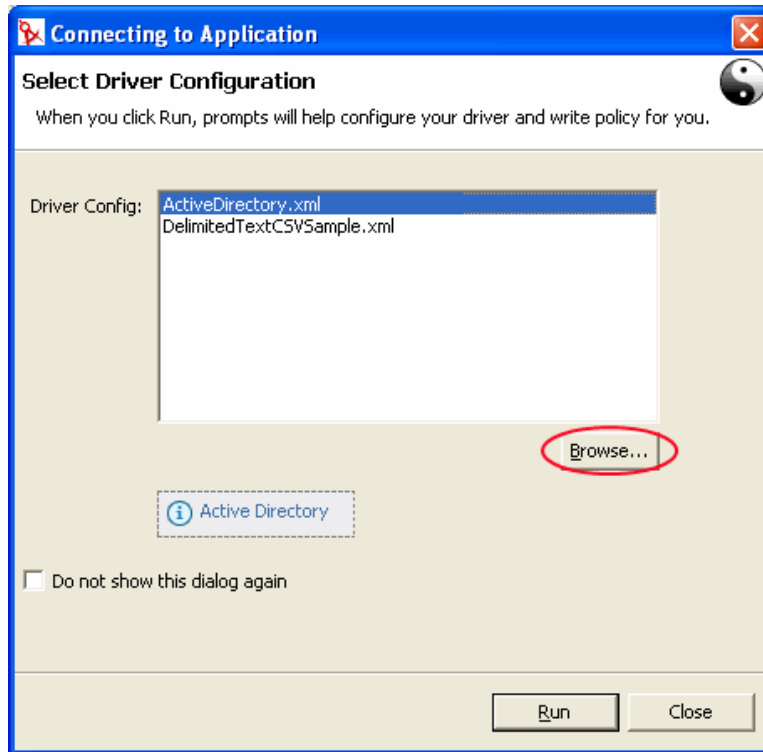 Connecting to Application
Select Driver Configuration
When you click Run, prompts will help configure your driver and write policy for you.
Driver Config:
ActiveDirectory.xml
DelimitedTextCSVSample.xml
Browse...
Active Directory
Do not show this dialog again
Run
Close